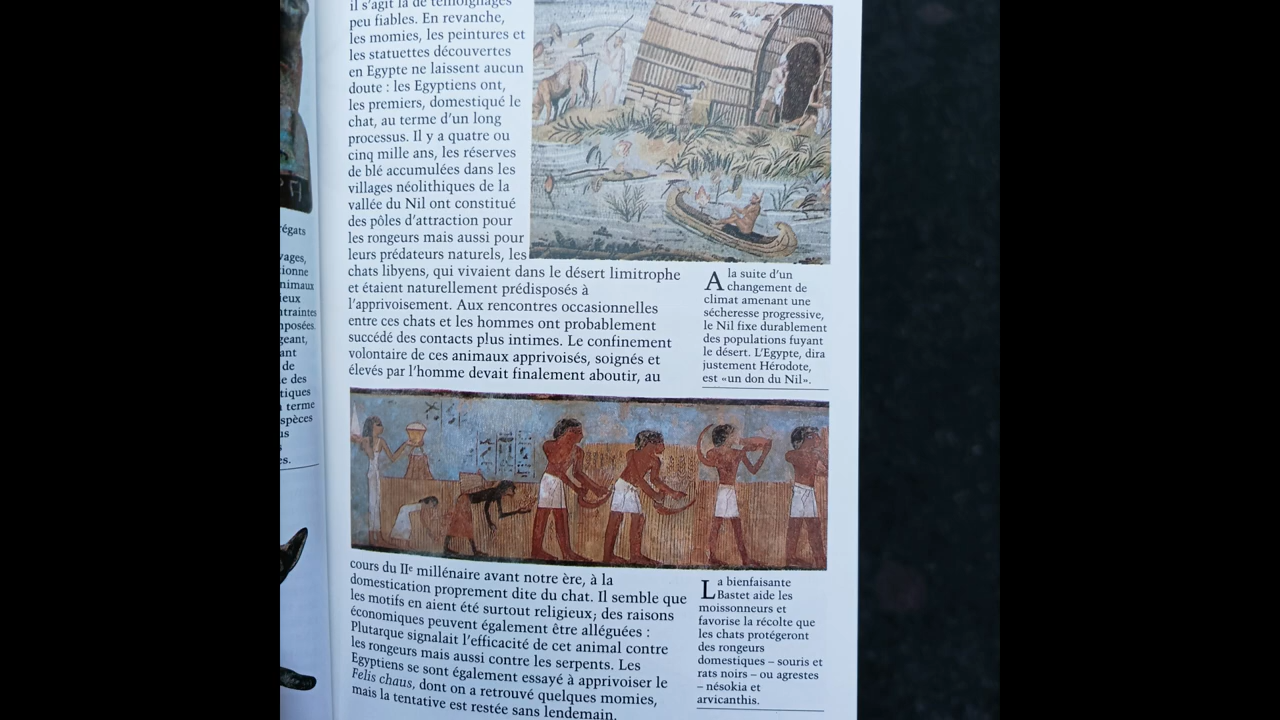 il s'agit là de témoignages
peu fiables. En revanche,
les momies, les peintures et
les statuettes découvertes
en Egypte ne laissent aucun
doute : les Egyptiens ont,
les premiers, domestiqué le
chat, au terme d'un long
processus. Il y a quatre ou
cinq mille ans, les réserves
de blé accumulées dans les
villages néolithiques de la
vallée du Nil ont constitué
des pôles d'attraction pour
les rongeurs mais aussi pour
leurs prédateurs naturels, les
chats libyens, qui vivaient dans le désert limitrophe
et étaient naturellement prédisposés à
l'apprivoisement. Aux rencontres occasionnelles
entre ces chats et les hommes ont probablement
succédé des contacts plus intimes. Le confinement
volontaire de ces animaux apprivoisés, soignés et
élevés par l'homme devait finalement aboutir, au
cours du IIe millénaire avant notre ère, à la
domestication proprement dite du chat. Il semble que
les motifs en aient été surtout religieux ; des raisons
économiques peuvent également être alléguées :
Plutarque signalait l'efficacité de cet animal contre
les rongeurs mais aussi contre les serpents. Les
Egyptiens se sont également essayé à apprivoiser le
Felis chaus, dont on a retrouvé quelques momies,
mais la tentative est restée sans lendemain.
A la suite d'un
changement de
climat amenant une
sécheresse progressive,
le Nil fixe durablement
des populations fuyant
le désert. L'Egypte, dira
justement Hérodote,
est «un don du Nil».
La bienfaisante
Bastet aide les
moissonneurs et
favorise la récolte que
les chats protégeront
des rongeurs
domestiques – souris et
rats noirs – ou agrestes
– nésokia et
arvicanthis.